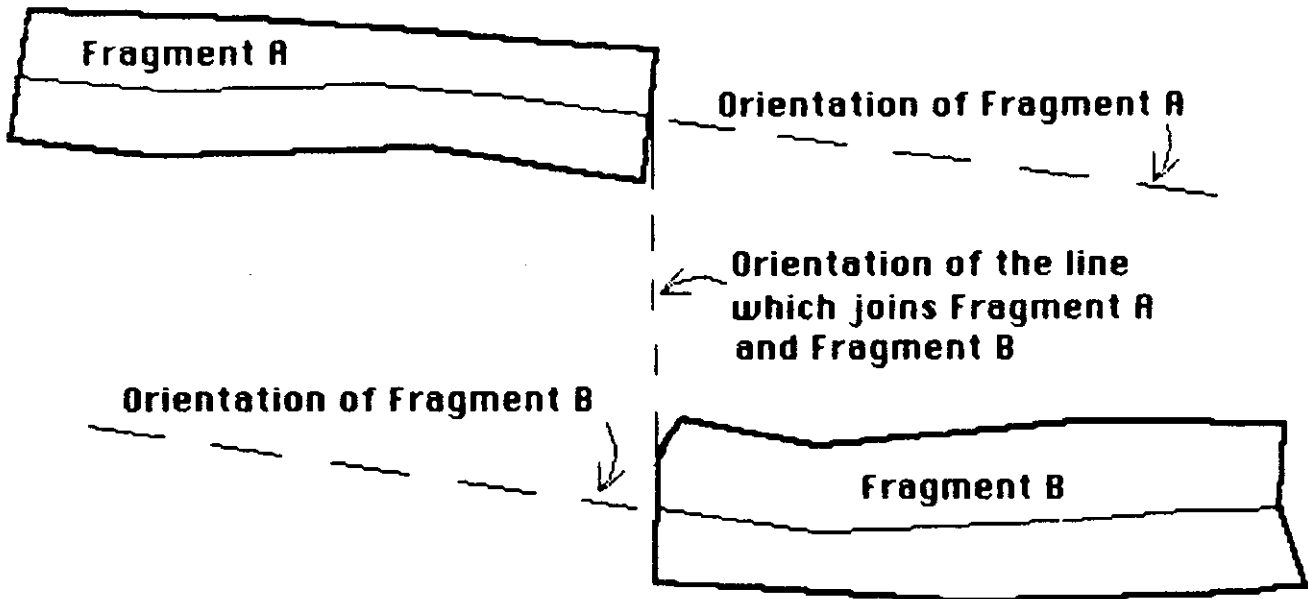 Fragment A
Orientation of Fragment A
Orientation of the line
which joins Fragment A
and Fragment B
Orientation of Fragment B
Fragment B